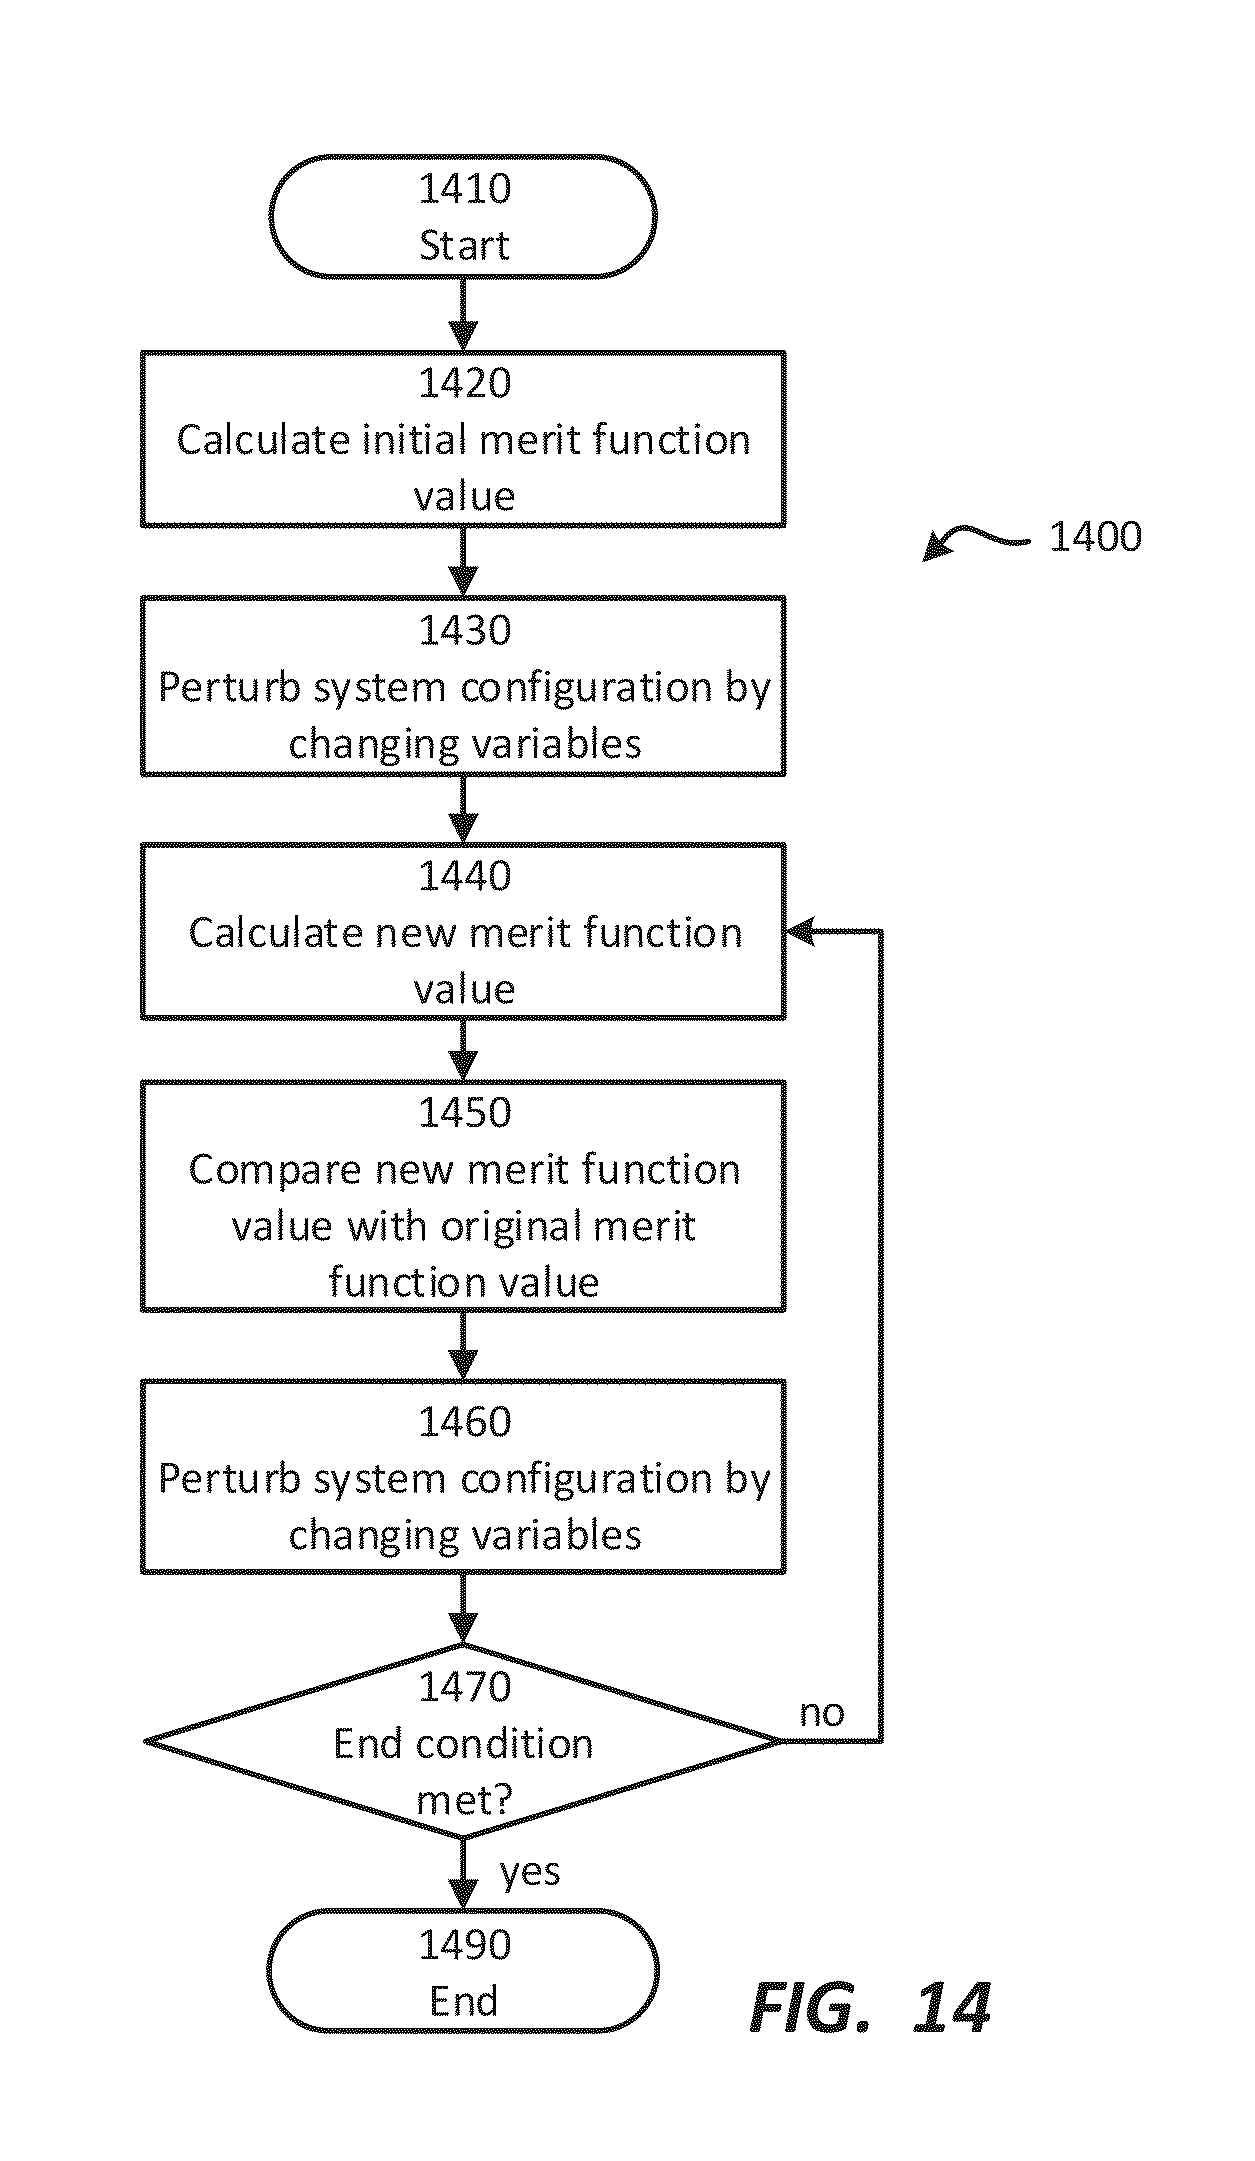 1410
Start
1420
Calculate initial merit function
value
1400
1430
Perturb system configuration by
changing variables
1440
Calculate new merit function
value
1450
Compare new merit function
value with original merit
function value
1460
Perturb system configuration by
changing variables
1470
End condition
met?
no
yes
1490
End
FIG. 14